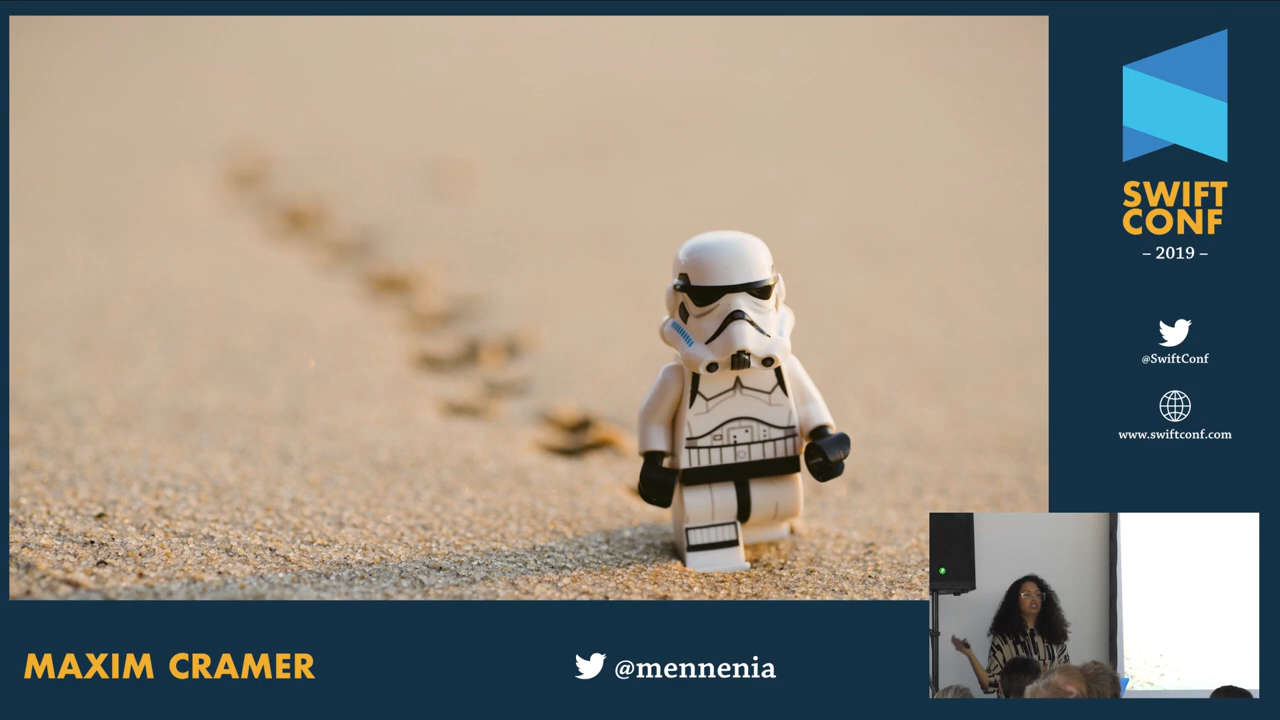 SWIFT
CONF
– 2019 –
@SwiftConf
www.swiftconf.com
MAXIM CRAMER
@mennenia